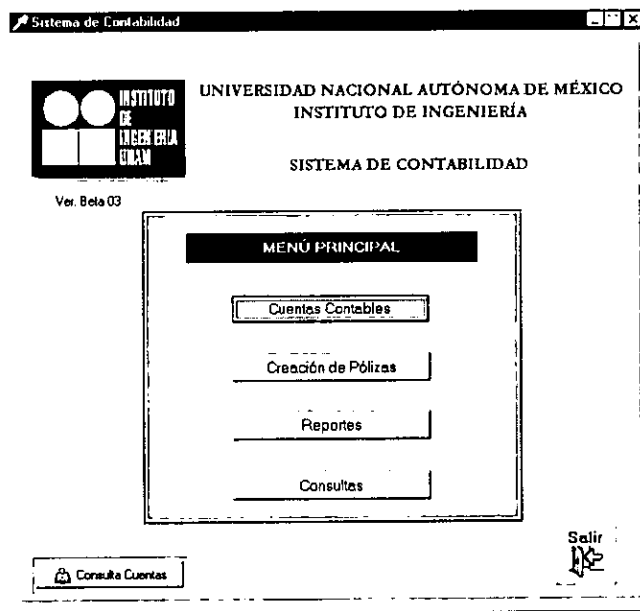 Sistema de Contabilidad
INSTITUTO
DE
INGENIERIA
UNAM
UNIVERSIDAD NACIONAL AUTÓNOMA DE MÉXICO
INSTITUTO DE INGENIERÍA
SISTEMA DE CONTABILIDAD
Ver. Beta 03
MENÚ PRINCIPAL
Cuentas Contables
Creación de Pólizas
Reportes
Consultas
Salir
Consulta Cuentas